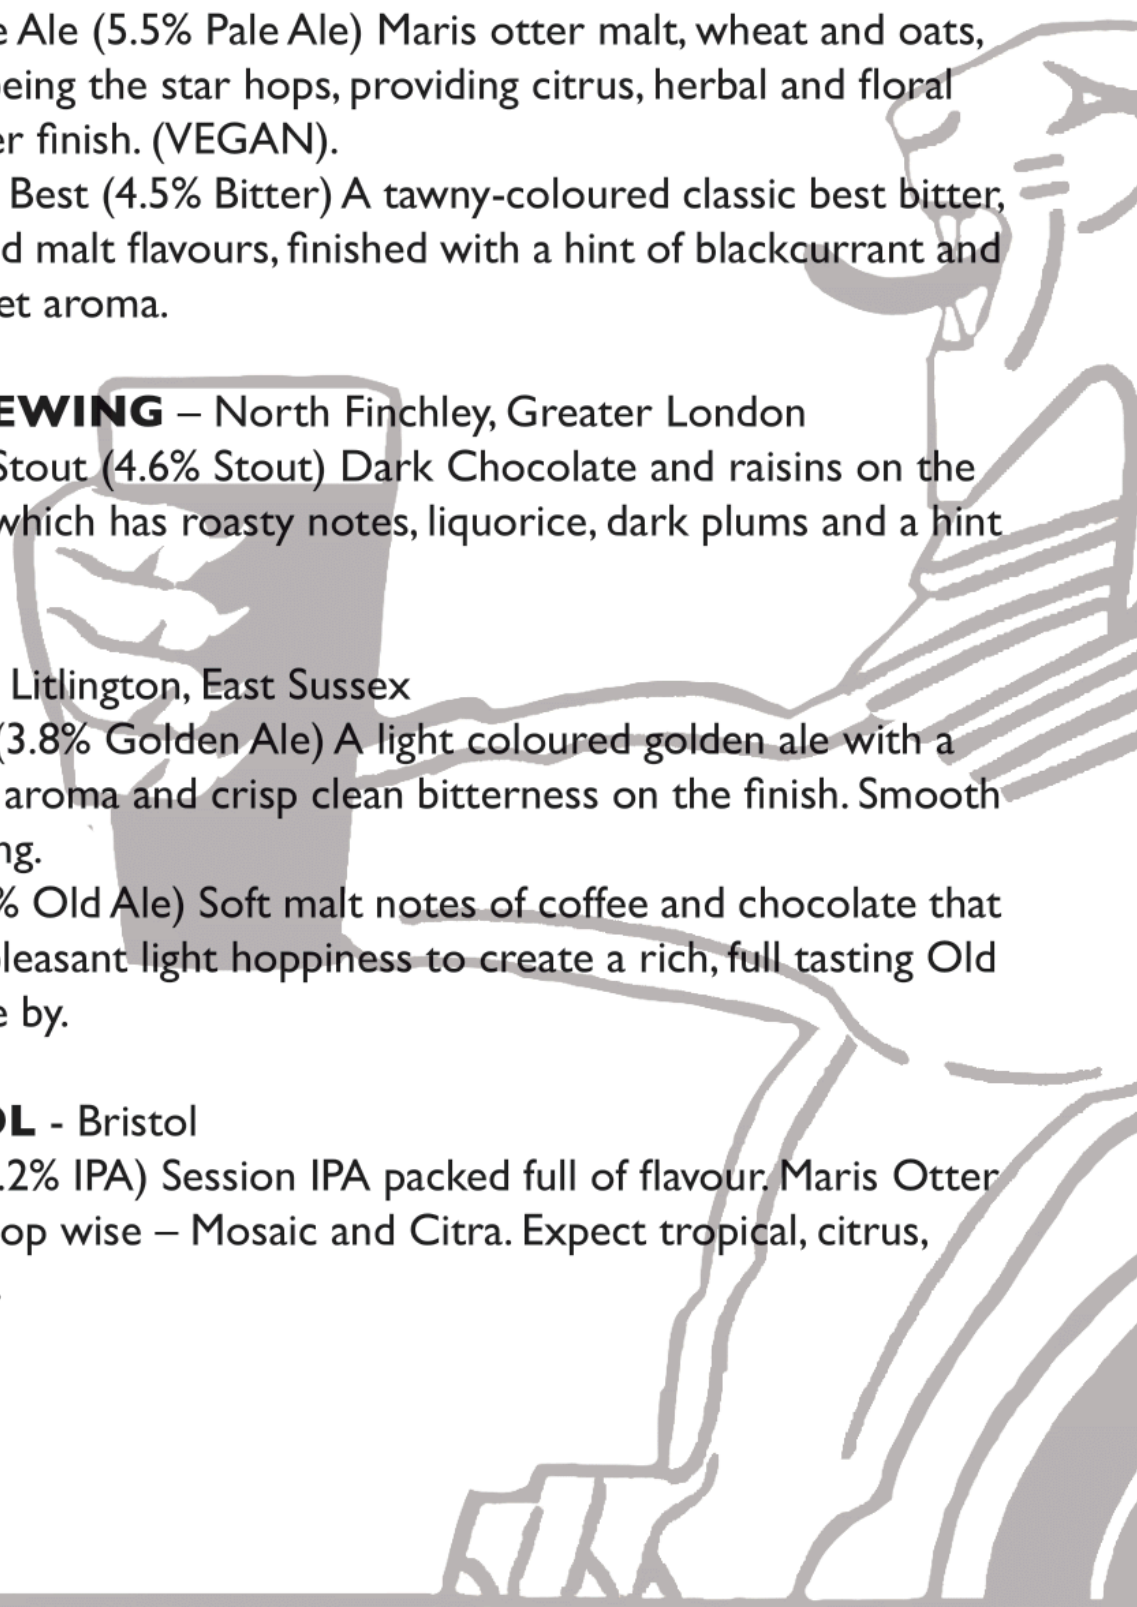 e Ale (5.5% Pale Ale) Maris otter malt, wheat and oats,
eing the star hops, providing citrus, herbal and floral
er finish. (VEGAN).
Best (4.5% Bitter) A tawny-coloured classic best bitter,
d malt flavours, finished with a hint of blackcurrant and
et aroma.
EWING – North Finchley, Greater London
Stout (4.6% Stout) Dark Chocolate and raisins on the
which has roasty notes, liquorice, dark plums and a hint
Litlington, East Sussex
(3.8% Golden Ale) A light coloured golden ale with a
aroma and crisp clean bitterness on the finish. Smooth
ng.
% Old Ale) Soft malt notes of coffee and chocolate that
leasant light hoppiness to create a rich, full tasting Old
e by.
OL - Bristol
.2% IPA) Session IPA packed full of flavour. Maris Otter
op wise – Mosaic and Citra. Expect tropical, citrus,